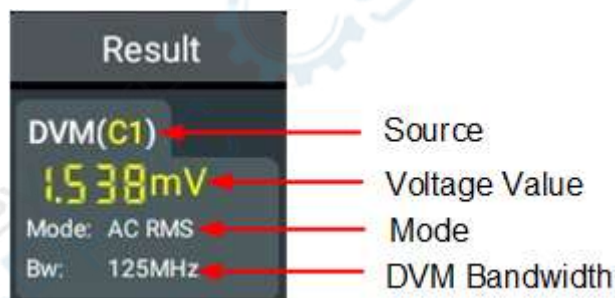 Result
DVM(C1)
Source
1.538mV
Voltage Value
Mode: AC RMS
Mode
Bw: 125MHz
DVM Bandwidth